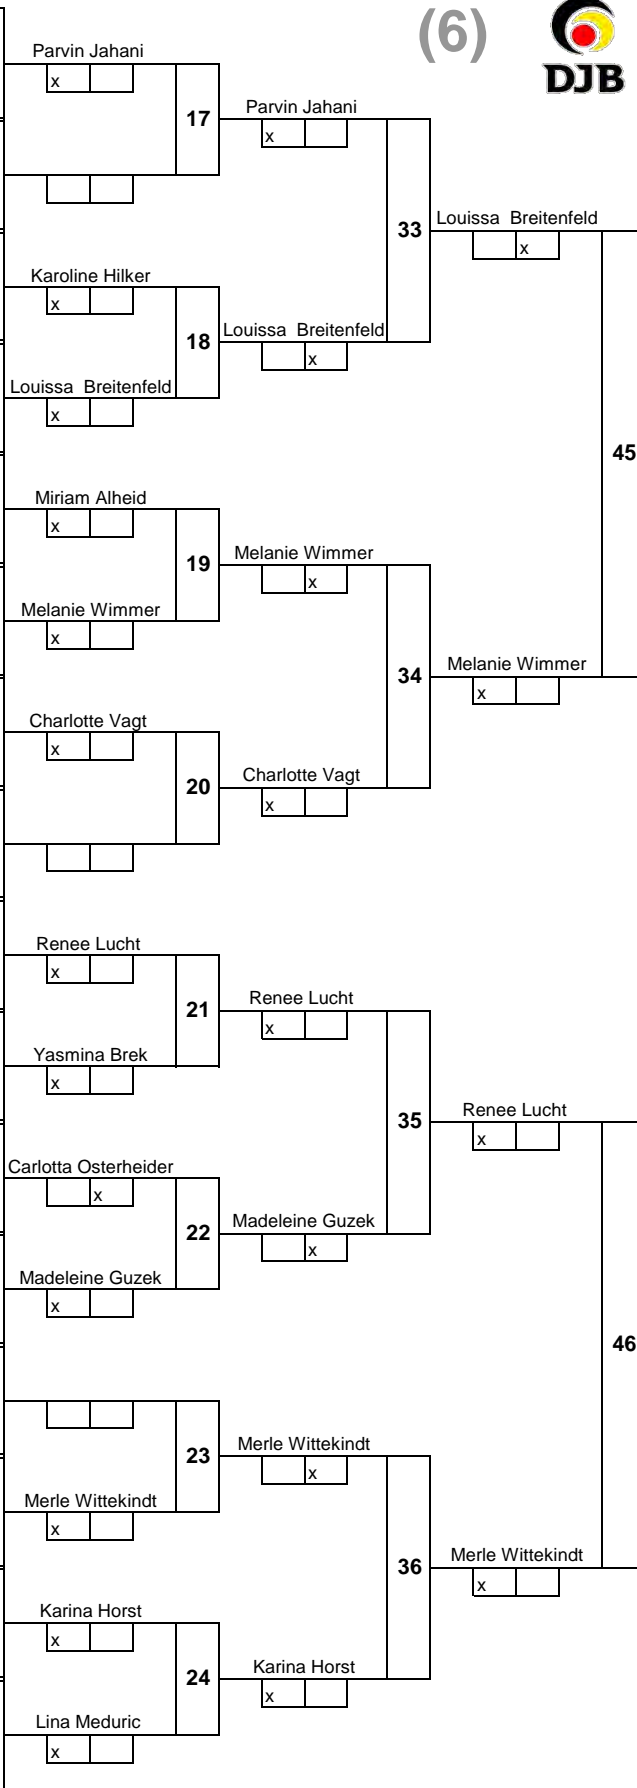 (6)
DJB
Parvin Jahani
x
17
Parvin Jahani
x
33
Louissa Breitenfeld
x
Karoline Hilker
x
18
Louissa Breitenfeld
x
Louissa Breitenfeld
x
45
Miriam Alheid
x
19
Melanie Wimmer
x
Melanie Wimmer
x
34
Melanie Wimmer
x
Charlotte Vagt
x
20
Charlotte Vagt
x
Renee Lucht
x
21
Renee Lucht
x
Yasmina Brek
x
35
Renee Lucht
x
Carlotta Osterheider
x
22
Madeleine Guzek
x
Madeleine Guzek
x
46
23
Merle Wittekindt
x
Merle Wittekindt
x
36
Merle Wittekindt
x
Karina Horst
x
24
Karina Horst
x
Lina Meduric
x